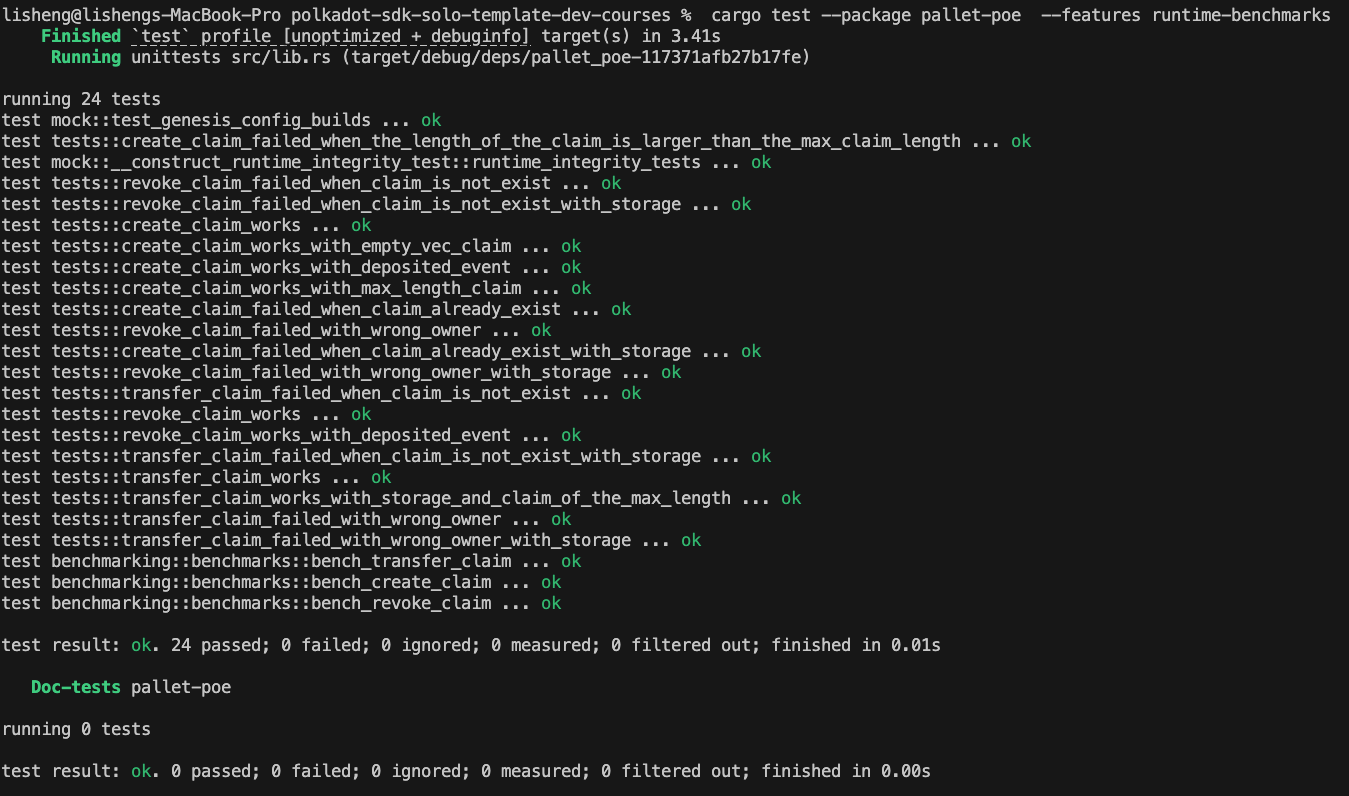 lisheng@lishengs-MacBook-Pro polkadot-sdk-solo-template-dev-courses %  cargo test --package pallet-poe  --features runtime-benchmarks
    Finished `test` profile [unoptimized + debuginfo] target(s) in 3.41s
     Running unittests src/lib.rs (target/debug/deps/pallet_poe-117371afb27b17fe)

running 24 tests
test mock::test_genesis_config_builds ... ok
test tests::create_claim_failed_when_the_length_of_the_claim_is_larger_than_the_max_claim_length ... ok
test mock::__construct_runtime_integrity_test::runtime_integrity_tests ... ok
test tests::revoke_claim_failed_when_claim_is_not_exist ... ok
test tests::revoke_claim_failed_when_claim_is_not_exist_with_storage ... ok
test tests::create_claim_works ... ok
test tests::create_claim_works_with_empty_vec_claim ... ok
test tests::create_claim_works_with_deposited_event ... ok
test tests::create_claim_works_with_max_length_claim ... ok
test tests::create_claim_failed_when_claim_already_exist ... ok
test tests::revoke_claim_failed_with_wrong_owner ... ok
test tests::create_claim_failed_when_claim_already_exist_with_storage ... ok
test tests::revoke_claim_failed_with_wrong_owner_with_storage ... ok
test tests::transfer_claim_failed_when_claim_is_not_exist ... ok
test tests::revoke_claim_works ... ok
test tests::revoke_claim_works_with_deposited_event ... ok
test tests::transfer_claim_failed_when_claim_is_not_exist_with_storage ... ok
test tests::transfer_claim_works ... ok
test tests::transfer_claim_works_with_storage_and_claim_of_the_max_length ... ok
test tests::transfer_claim_failed_with_wrong_owner ... ok
test tests::transfer_claim_failed_with_wrong_owner_with_storage ... ok
test benchmarking::benchmarks::bench_transfer_claim ... ok
test benchmarking::benchmarks::bench_create_claim ... ok
test benchmarking::benchmarks::bench_revoke_claim ... ok

test result: ok. 24 passed; 0 failed; 0 ignored; 0 measured; 0 filtered out; finished in 0.01s

   Doc-tests pallet-poe

running 0 tests

test result: ok. 0 passed; 0 failed; 0 ignored; 0 measured; 0 filtered out; finished in 0.00s